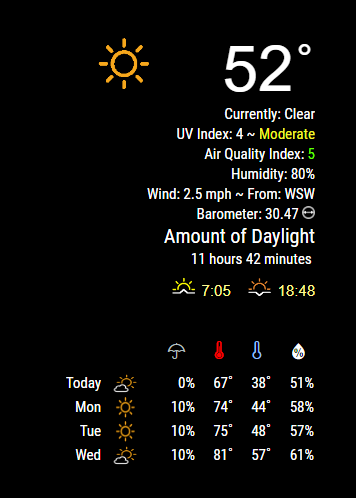 52°
Currently: Clear
UV Index: 4 ~ Moderate
Air Quality Index: 5
Humidity: 80%
Wind: 2.5 mph ~ From: WSW
Barometer: 30.47
Amount of Daylight
11 hours 42 minutes
7:05 18:48
%
Today 0% 67° 38° 51%
Mon 10% 74° 44° 58%
Tue 10% 75° 48° 57%
Wed 10% 81° 57° 61%